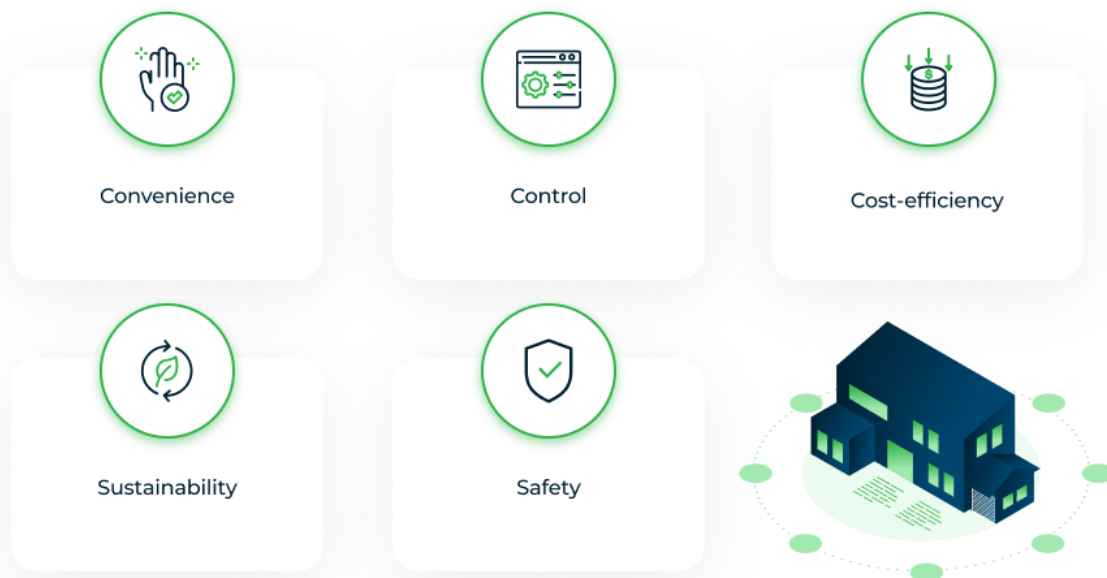 Convenience
Control
$
Cost-efficiency
Sustainability
Safety